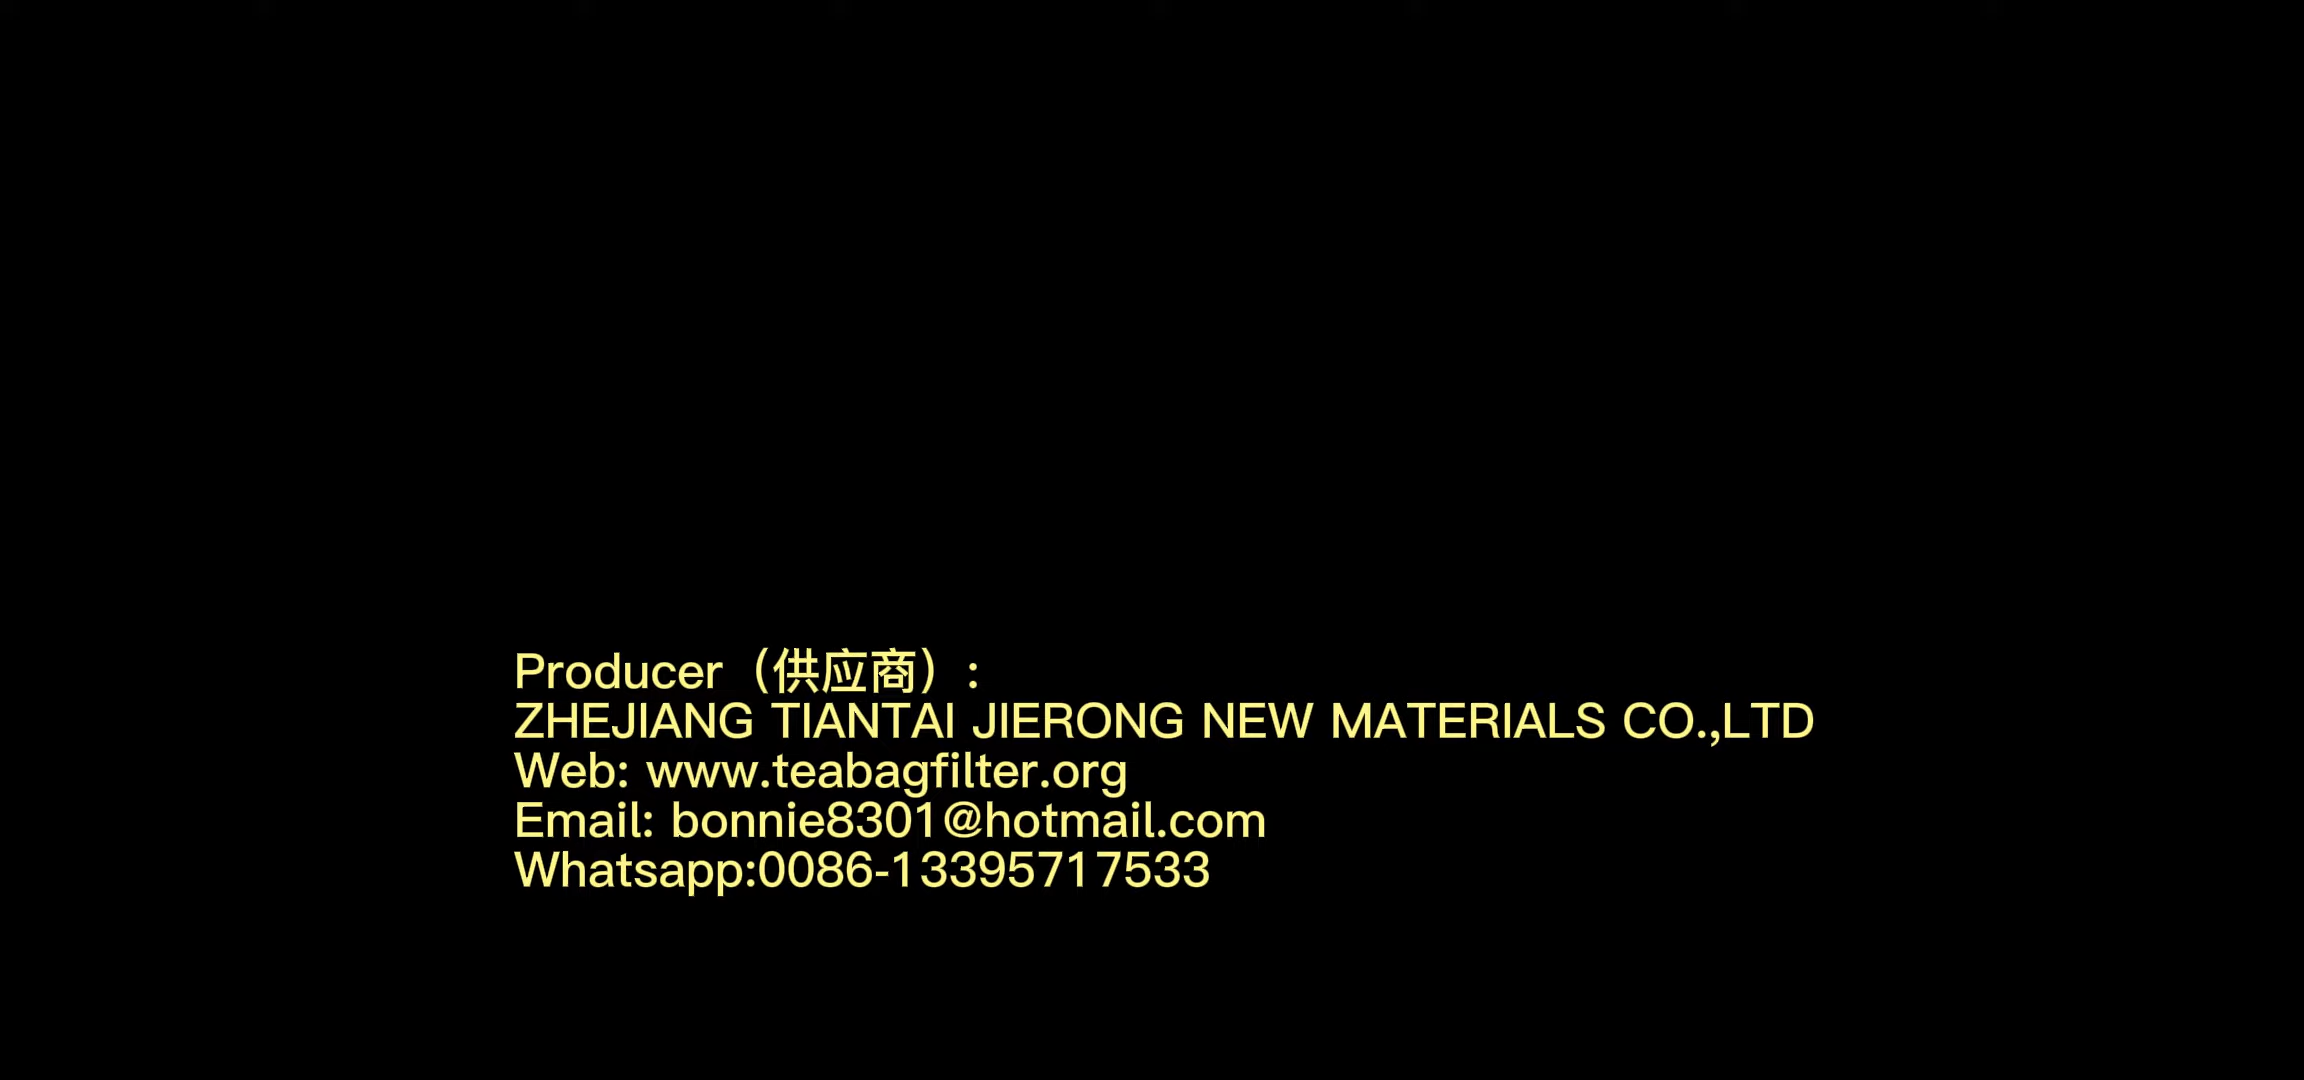 Producer（供应商）:
ZHEJIANG TIANTAI JIERONG NEW MATERIALS CO.,LTD
Web: www.teabagfilter.org
Email: bonnie8301@hotmail.com
Whatsapp:0086-13395717533